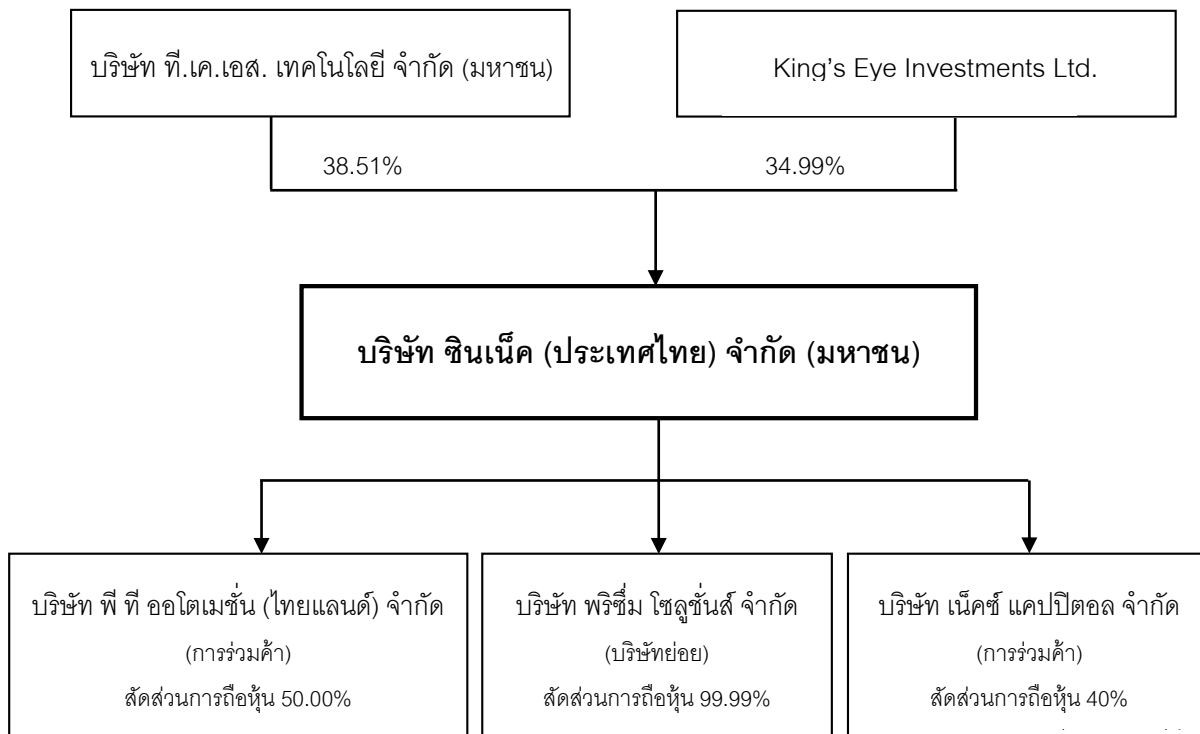 บริษัท ที.เค.เอส. เทคโนโลยี จำกัด (มหาชน)
King's Eye Investments Ltd.
38.51%
34.99%
บริษัท ซินเน็ค (ประเทศไทย) จำกัด (มหาชน)
บริษัท พี ที ออโตเมชั่น (ไทยแลนด์) จำกัด
(การร่วมค้า)
สัดส่วนการถือหุ้น 50.00%
บริษัท พริซึ่ม โซลูชั่นส์ จำกัด
(บริษัทย่อย)
สัดส่วนการถือหุ้น 99.99%
บริษัท เน็คซ์ แคปปิตอล จำกัด
(การร่วมค้า)
สัดส่วนการถือหุ้น 40%